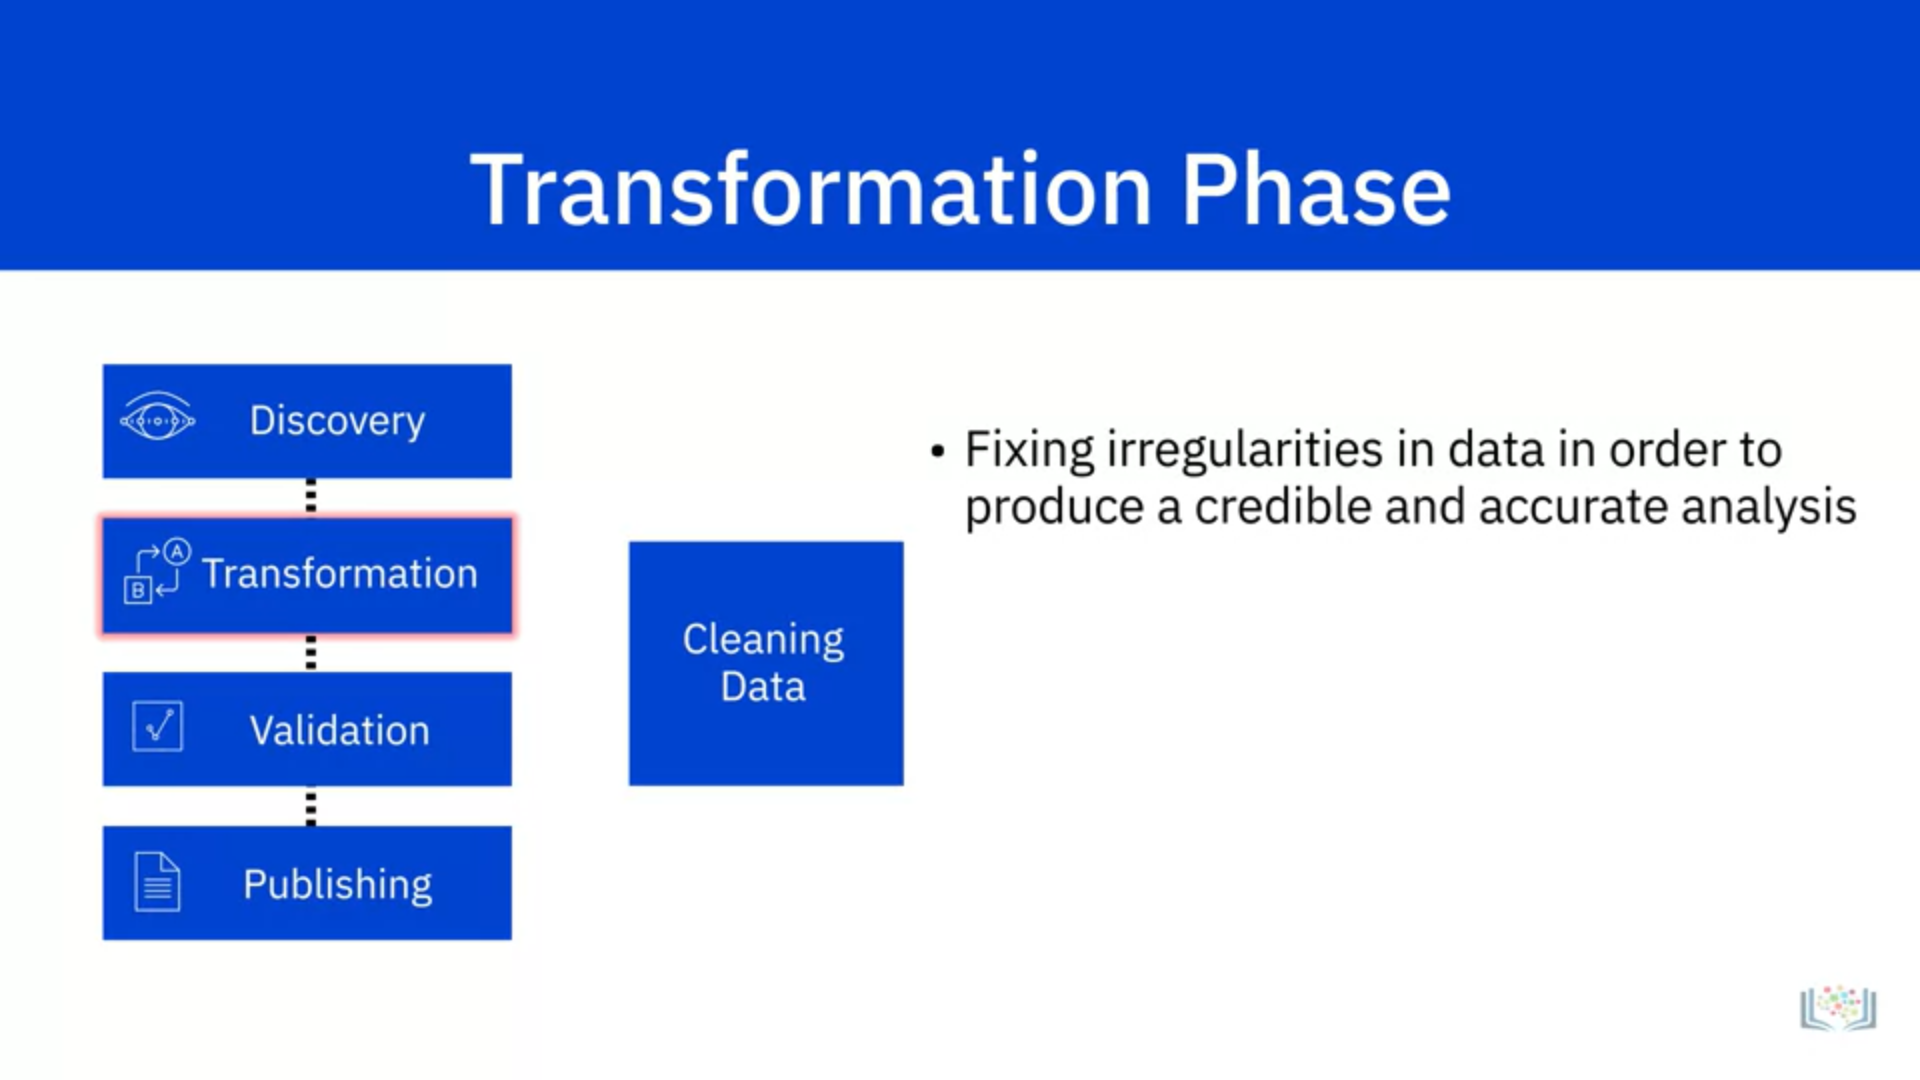 Transformation Phase
Discovery
A
B
Transformation
Validation
Publishing
Cleaning
Data
• Fixing irregularities in data in order to
produce a credible and accurate analysis